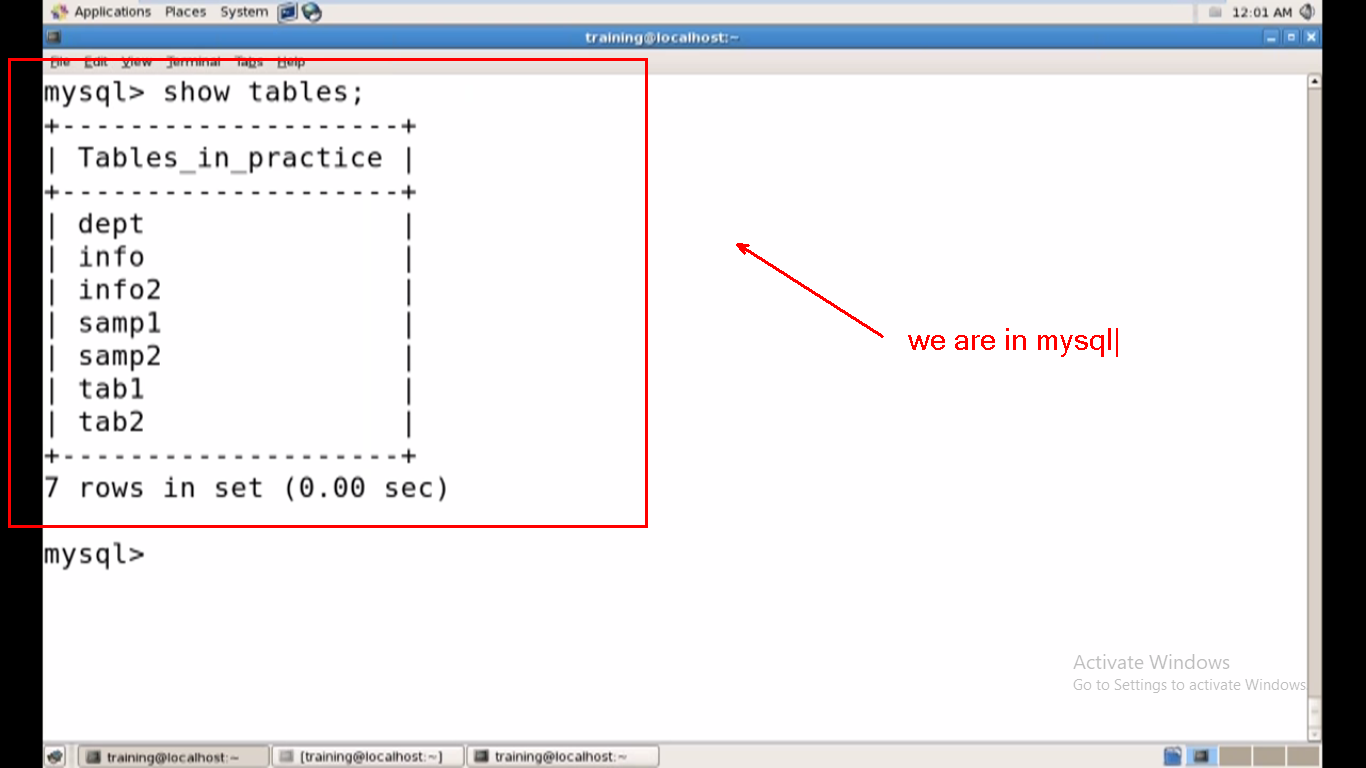 Applications Places System 12:01 AM
training@localhost:~
File Edit View Terminal Tabs Help
mysql> show tables;
+--------------------+
| Tables_in_practice |
+--------------------+
| dept |
| info |
| info2 |
| samp1 |
| samp2 |
| tab1 |
| tab2 |
+--------------------+
7 rows in set (0.00 sec)
we are in mysql
mysql>
Activate Windows
Go to Settings to activate Windows
training@localhost:~ [training@localhost:~] training@localhost:~